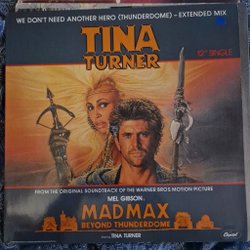 WE DON'T NEED ANOTHER HERO (THUNDERDOME) – EXTENDED MIX
TINA
TURNER
12" SINGLE
FROM THE ORIGINAL SOUNDTRACK OF THE WARNER BROS. MOTION PICTURE
MEL GIBSON
MAD MAX
BEYOND THUNDERDOME
TINA TURNER
Capitol